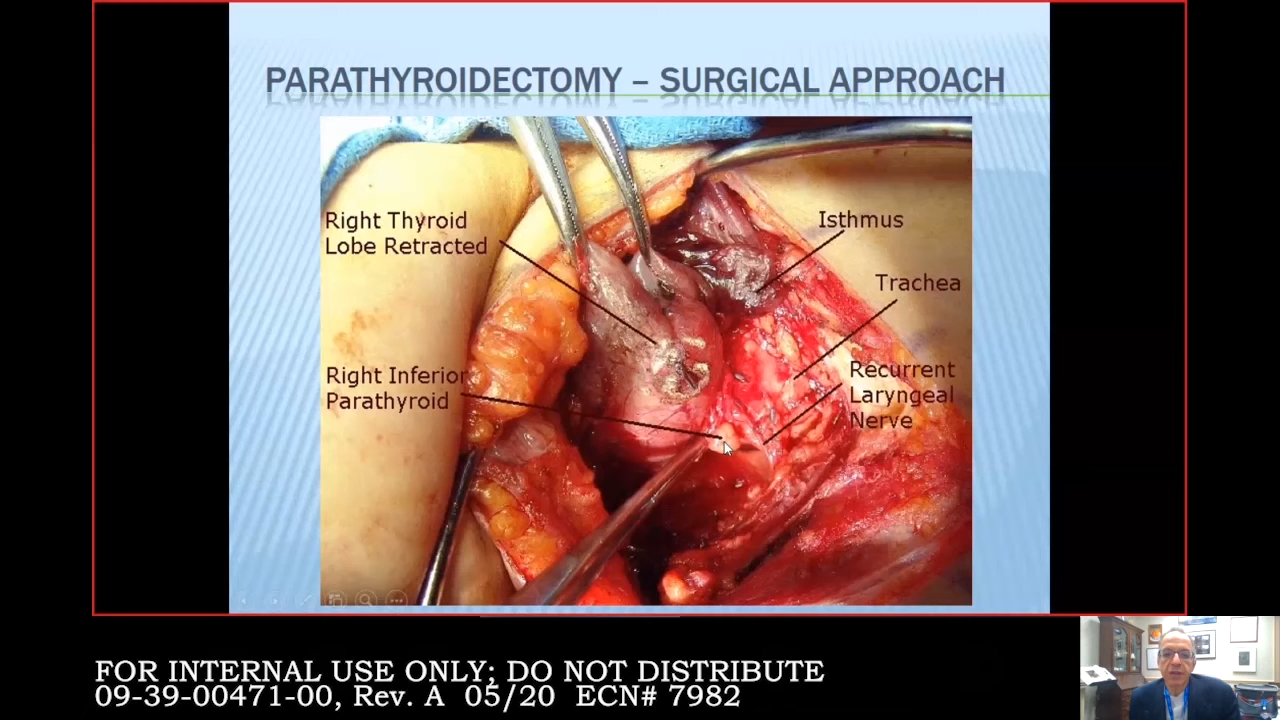 PARATHYROIDECTOMY – SURGICAL APPROACH
Right Thyroid
Lobe Retracted
Isthmus
Trachea
Right Inferior
Parathyroid
Recurrent
Laryngeal
Nerve
FOR INTERNAL USE ONLY; DO NOT DISTRIBUTE
09-39-00471-00, Rev. A 05/20 ECN# 7982